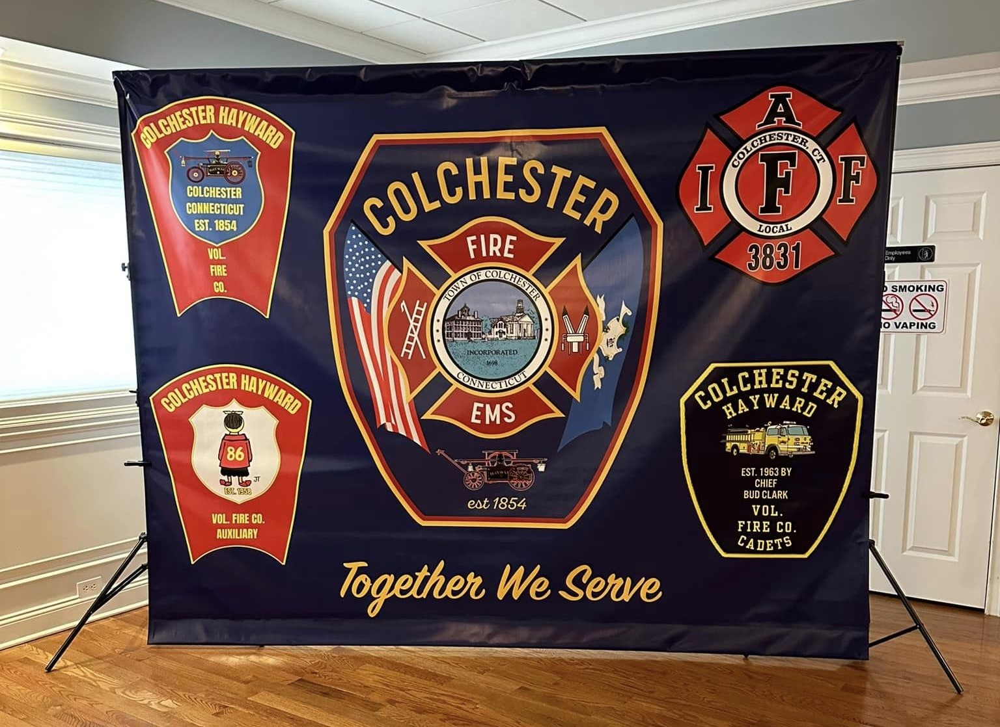 COLCHESTER HAYWARD
HAYWARD
COLCHESTER
CONNECTICUT
EST. 1854
VOL.
FIRE
CO.
COLCHESTER
FIRE
TOWN OF COLCHESTER
INCORPORATED
1698
CONNECTICUT
EMS
HAYWARD
est 1854
A
COLCHESTER, CT
I F F
LOCAL
3831
COLCHESTER HAYWARD
86
JT
EST. 1958
VOL. FIRE CO.
AUXILIARY
COLCHESTER
HAYWARD
EST. 1963 BY
CHIEF
BUD CLARK
VOL.
FIRE CO.
CADETS
Together We Serve
Employees
Only
O SMOKING
O VAPING